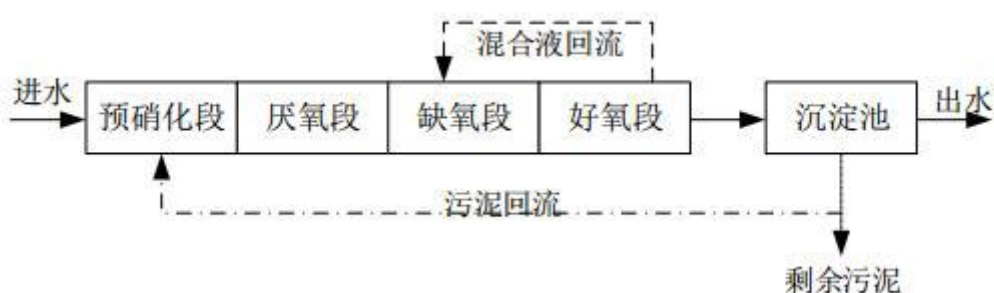 混合液回流
进水
预硝化段
厌氧段
缺氧段
好氧段
沉淀池
出水
污泥回流
剩余污泥